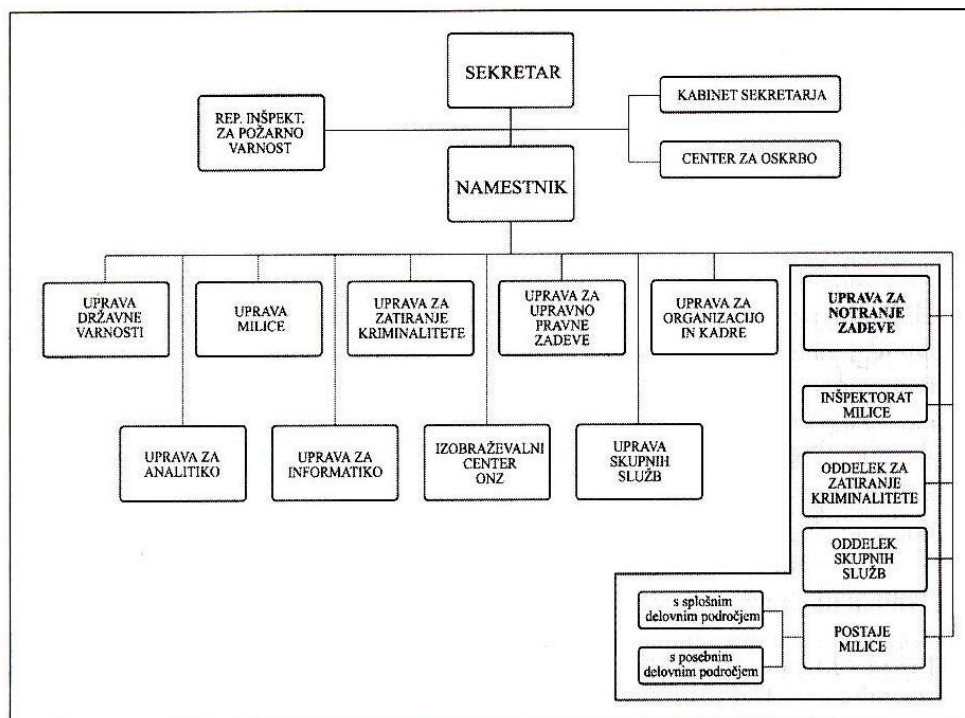 SEKRETAR
KABINET SEKRETARJA
REP. INŠPEKT.
ZA POŽARNO
VARNOST
CENTER ZA OSKRBO
NAMESTNIK
UPRAVA
DRŽAVNE
VARNOSTI
UPRAVA
MILICE
UPRAVA ZA
ZATIRANJE
KRIMINALITETE
UPRAVA ZA
UPRAVNO
PRAVNE
ZADEVE
UPRAVA ZA
ORGANIZACIJO
IN KADRE
UPRAVA ZA
NOTRANJE
ZADEVE
INŠPEKTORAT
MILICE
UPRAVA ZA
ANALITIKO
UPRAVA ZA
INFORMATIKO
IZOBRAŽEVALNI
CENTER
ONZ
UPRAVA
SKUPNIH
SLUŽB
ODDELEK ZA
ZATIRANJE
KRIMINALITETE
ODDELEK
SKUPNIH
SLUŽB
s splošnim
delovnim področjem
s posebnim
delovnim področjem
POSTAJE
MILICE